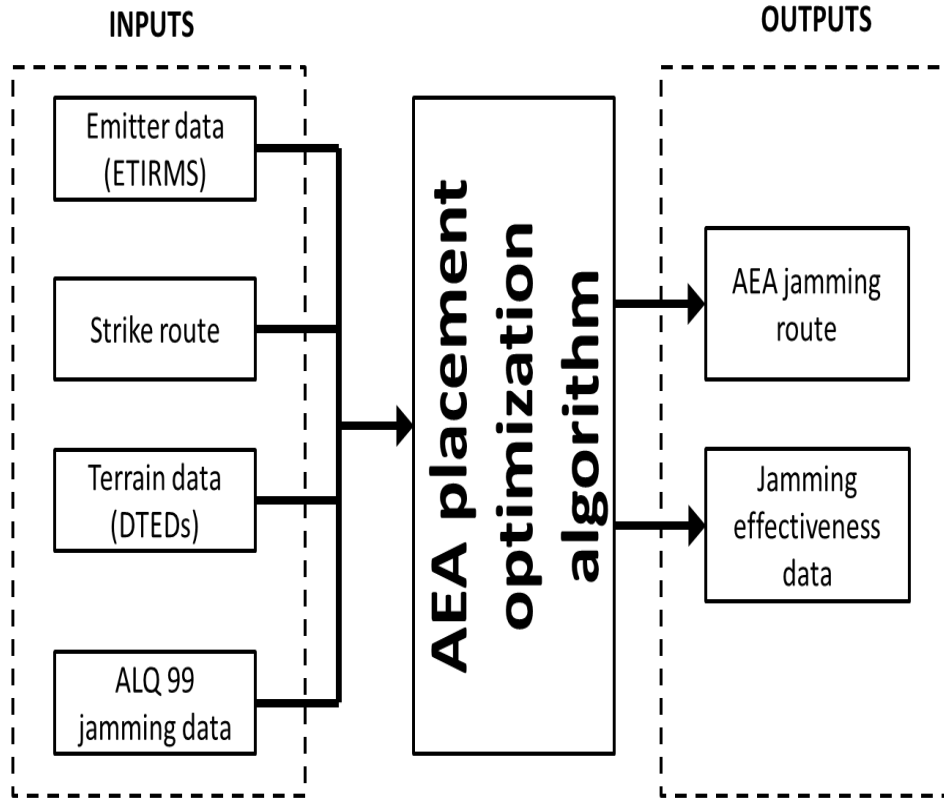 INPUTS
Emitter data
(ETIRMS)
Strike route
Terrain data
(DTEDs)
ALQ 99
jamming data
AEA placement
optimization
algorithm
OUTPUTS
AEA jamming
route
Jamming
effectiveness
data